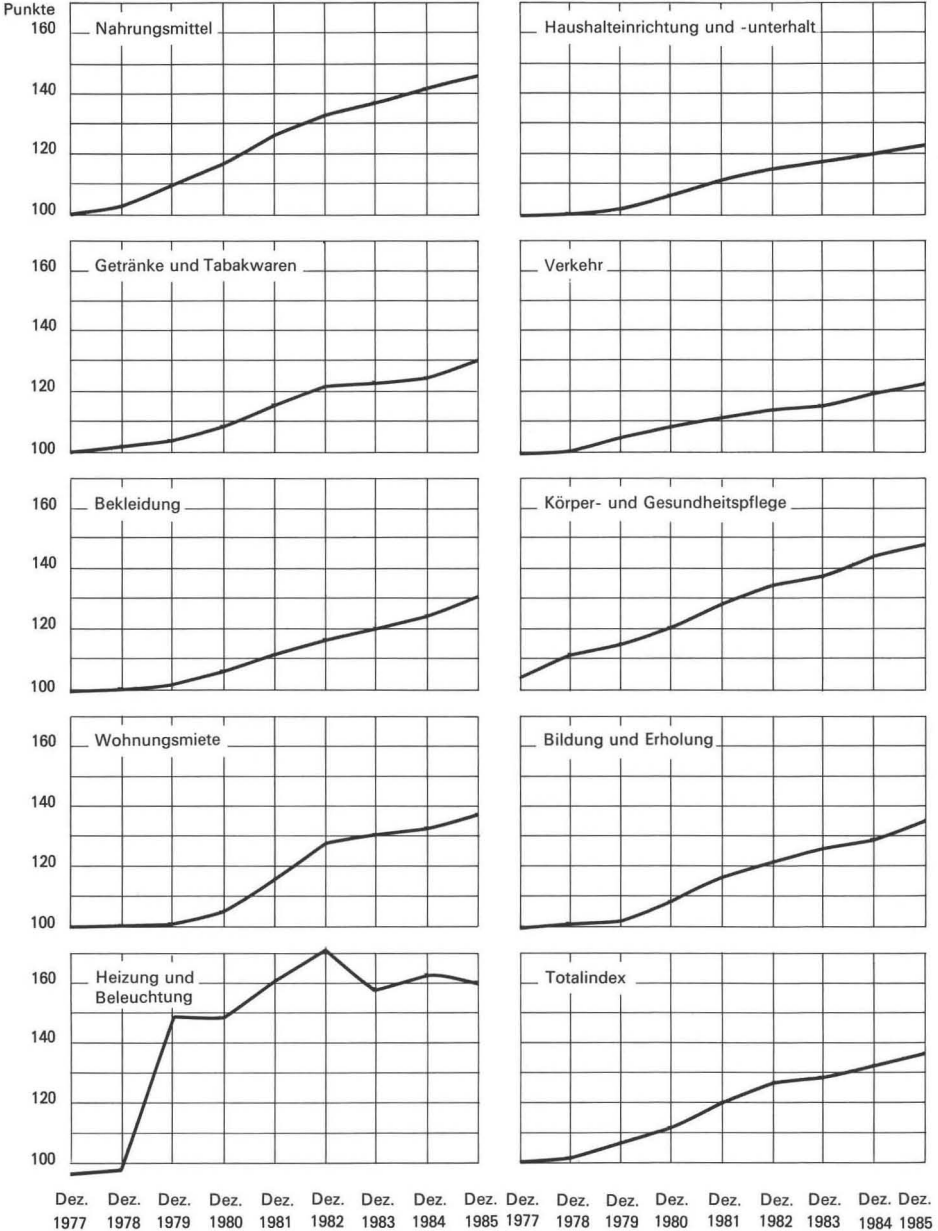 Punkte
160
Nahrungsmittel
140
120
100
Haushalteinrichtung und -unterhalt
160
Getränke und Tabakwaren
140
120
100
Verkehr
160
Bekleidung
140
120
100
Körper- und Gesundheitspflege
160
Wohnungsmiete
140
120
100
Bildung und Erholung
160
Heizung und
Beleuchtung
140
120
100
Totalindex
Dez. Dez. Dez. Dez. Dez. Dez. Dez. Dez. Dez. Dez. Dez. Dez. Dez. Dez. Dez. Dez. Dez. Dez.
1977 1978 1979 1980 1981 1982 1983 1984 1985 1977 1978 1979 1980 1981 1982 1983 1984 1985